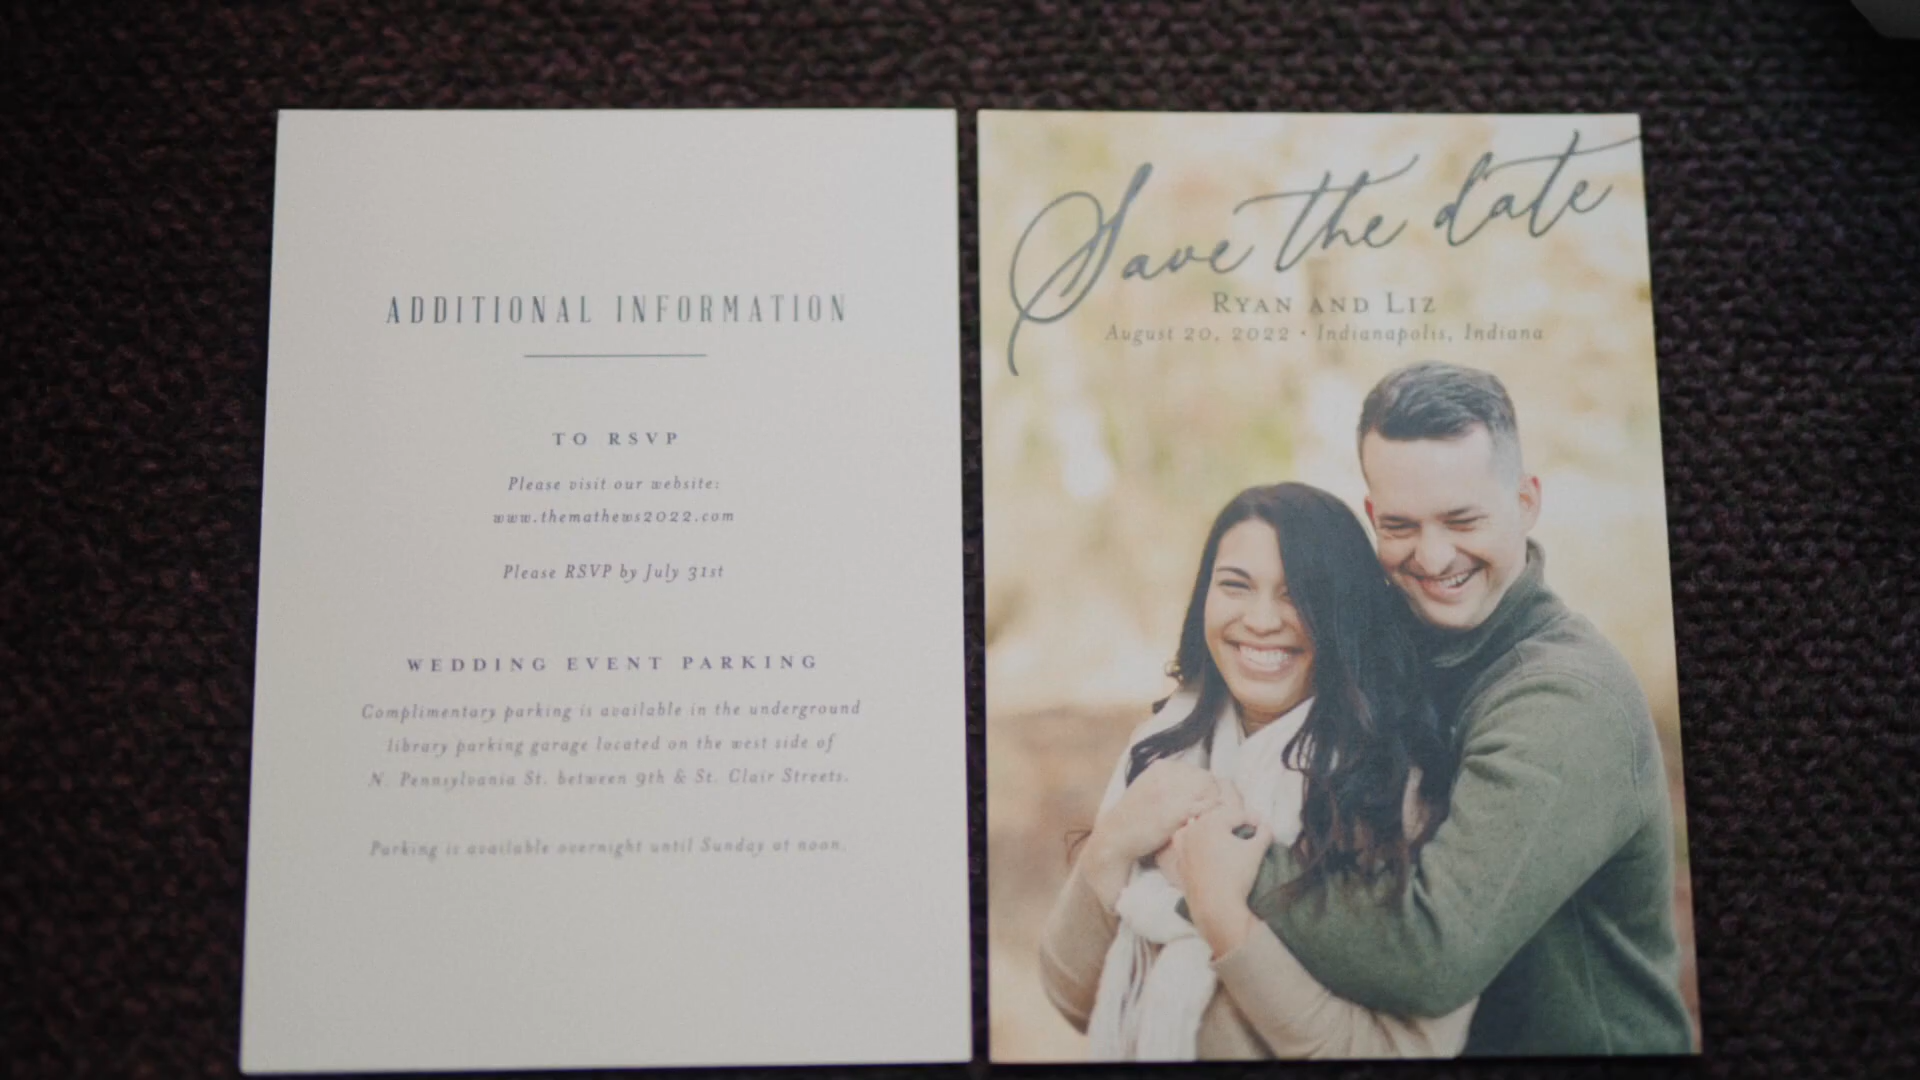 ADDITIONAL INFORMATION
TO RSVP
Please visit our website:
www.themathews2022.com
Please RSVP by July 31st
WEDDING EVENT PARKING
Complimentary parking is available in the underground
library parking garage located on the west side of
N. Pennsylvania St. between 9th & St. Clair Streets.
Parking is available overnight until Sunday at noon.
Save the date
RYAN AND LIZ
August 20, 2022 • Indianapolis, Indiana